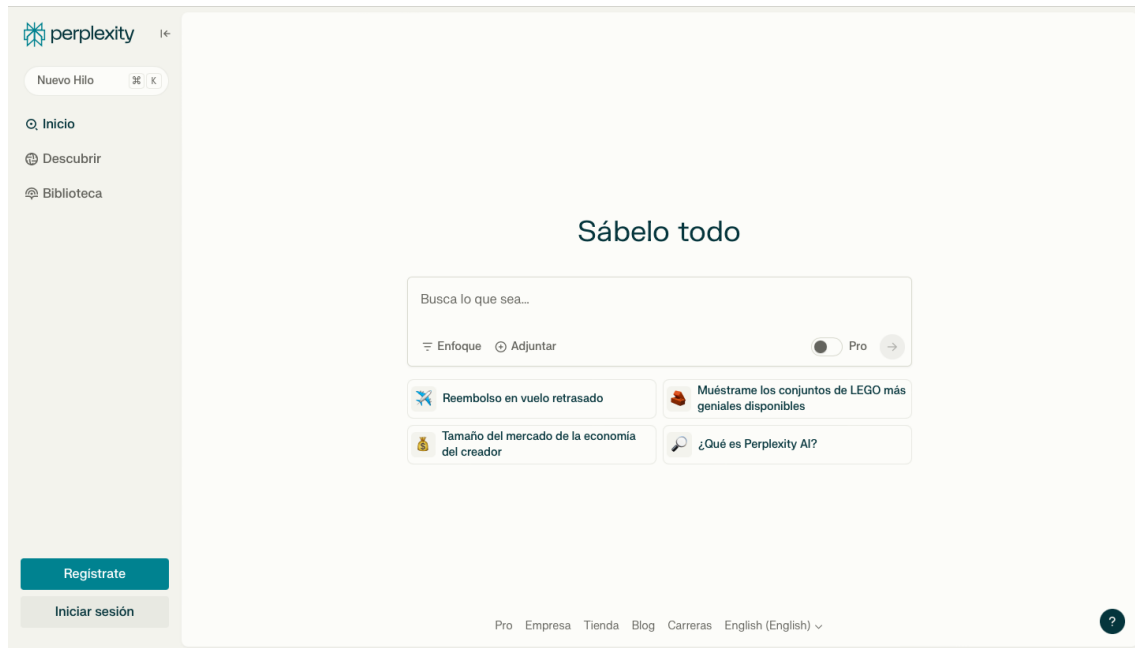 perplexity
Nuevo Hilo ⌘ K
Inicio
Descubrir
Biblioteca
Sábelo todo
Busca lo que sea...
Enfoque Adjuntar Pro
Reembolso en vuelo retrasado
Muéstrame los conjuntos de LEGO más
geniales disponibles
Tamaño del mercado de la economía
del creador
¿Qué es Perplexity AI?
Regístrate
Iniciar sesión
Pro Empresa Tienda Blog Carreras English (English)
?